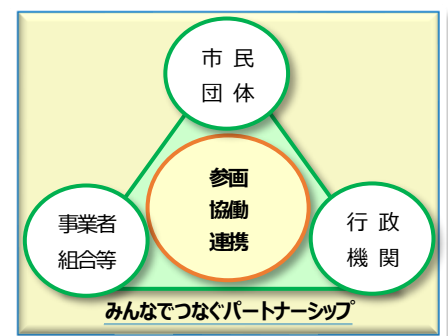 市 民
団 体
参画
協働
連携
事業者
組合等
行 政
機 関
みんなでつなぐパートナーシップ